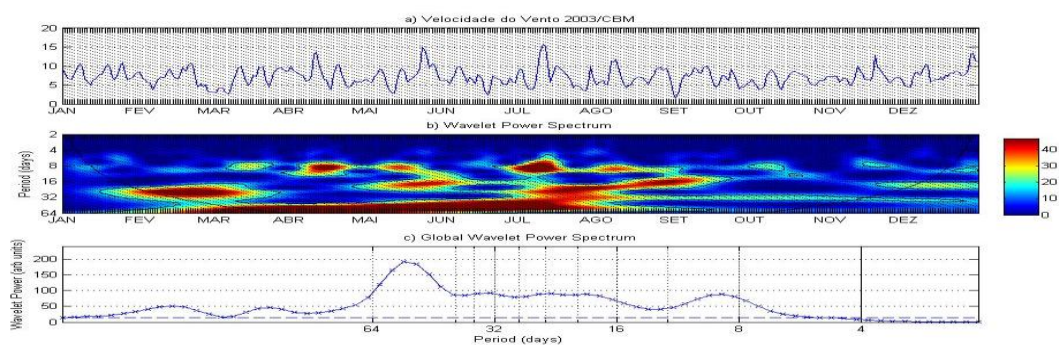 a) Velocidade do Vento 2003/CBM
20
15
10
5
0
JAN FEV MAR ABR MAI JUN JUL AGO SET OUT NOV DEZ
b) Wavelet Power Spectrum
Period (days)
2
4
8
16
32
64
JAN FEV MAR ABR MAI JUN JUL AGO SET OUT NOV DEZ
40
30
20
10
0
c) Global Wavelet Power Spectrum
Wavelet Power (arb units)
200
150
100
50
0
64 32 16 8 4
Period (days)